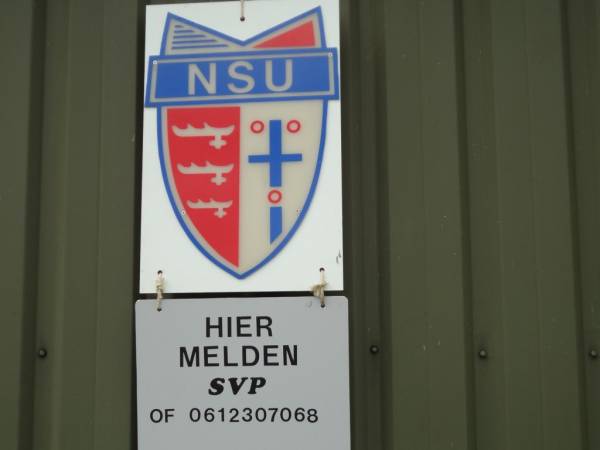 NSU
HIER
MELDEN
SVP
OF 0612307068